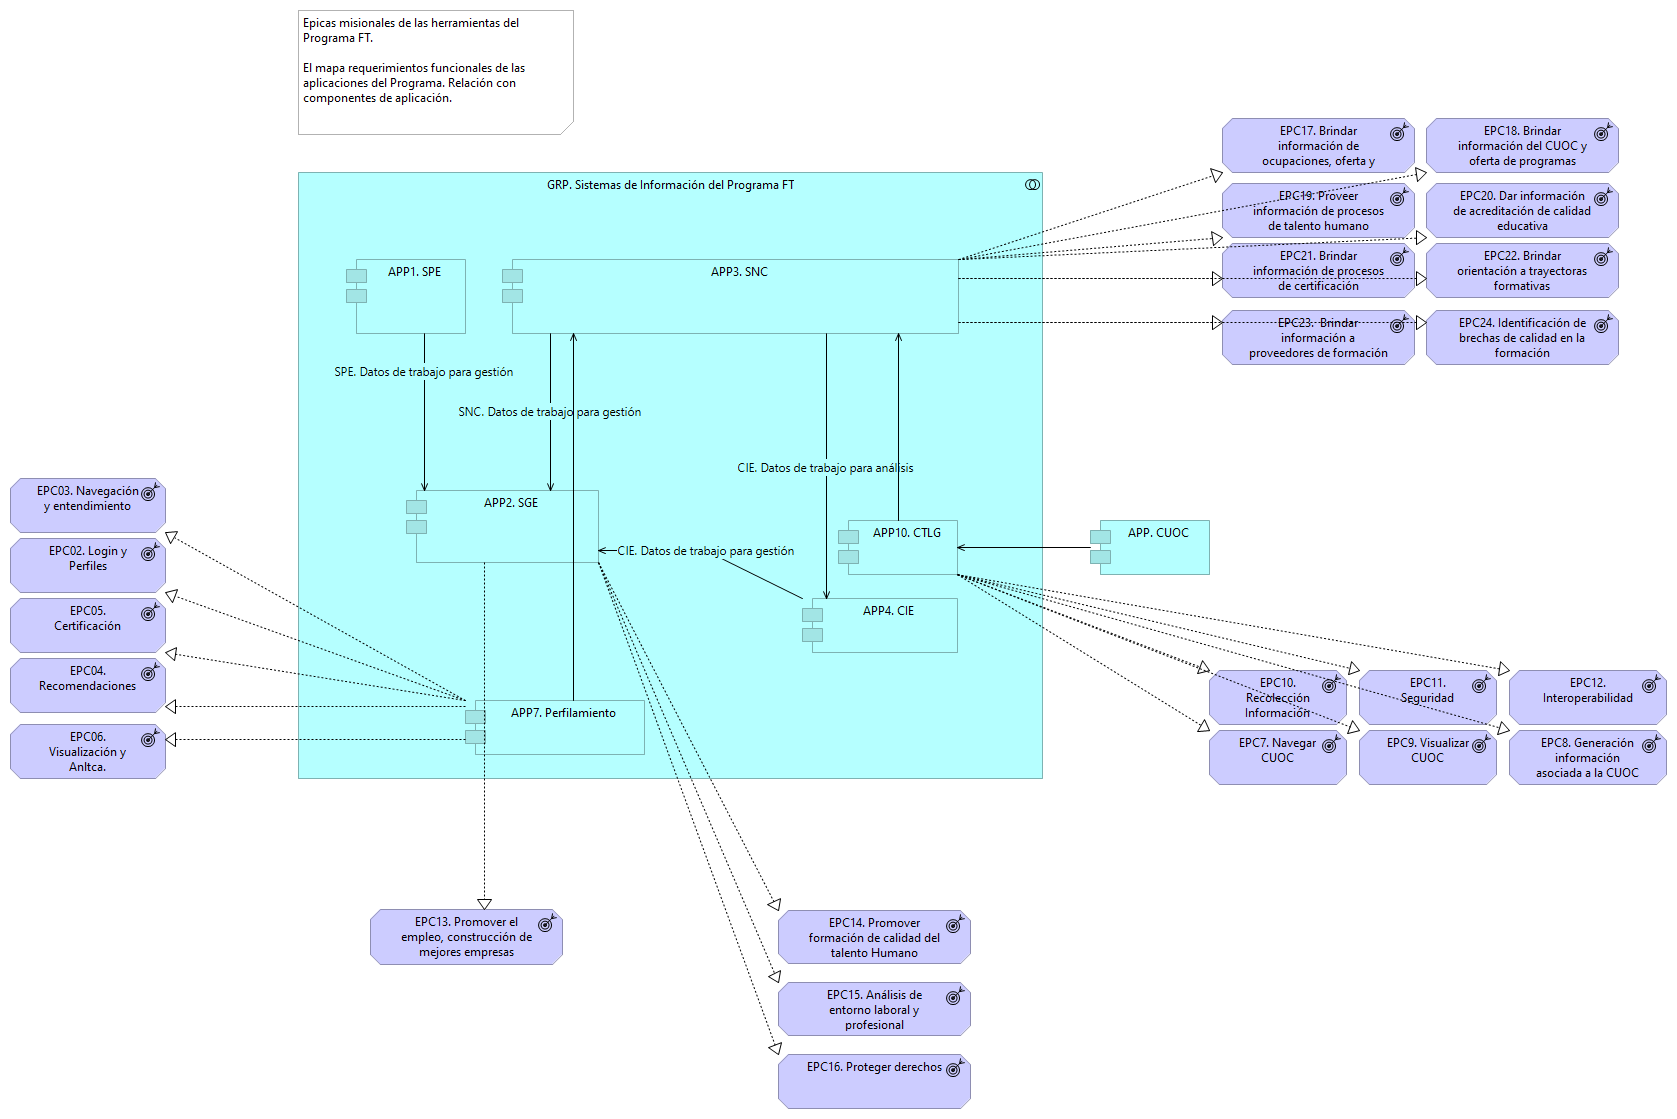 Epicas misionales de las herramientas del
Programa FT.
El mapa requerimientos funcionales de las
aplicaciones del Programa. Relación con
componentes de aplicación.
GRP. Sistemas de Información del Programa FT
EPC17. Brindar
información de
ocupaciones, oferta y
EPC18. Brindar
información del CUOC y
oferta de programas
EPC19. Proveer
información de procesos
de talento humano
EPC20. Dar información
de acreditación de calidad
educativa
EPC21. Brindar
información de procesos
de certificación
EPC22. Brindar
orientación a trayectoras
formativas
EPC23. Brindar
información a
proveedores de formación
EPC24. Identificación de
brechas de calidad en la
formación
APP1. SPE
APP3. SNC
SPE. Datos de trabajo para gestión
SNC. Datos de trabajo para gestión
CIE. Datos de trabajo para análisis
APP2. SGE
CIE. Datos de trabajo para gestión
APP10. CTLG
APP. CUOC
APP4. CIE
APP7. Perfilamiento
EPC03. Navegación
y entendimiento
EPC02. Login y
Perfiles
EPC05.
Certificación
EPC04.
Recomendaciones
EPC06.
Visualización y
Anltca.
EPC10.
Recolección
Información
EPC11.
Seguridad
EPC12.
Interoperabilidad
EPC7. Navegar
CUOC
EPC9. Visualizar
CUOC
EPC8. Generación
información
asociada a la CUOC
EPC13. Promover el
empleo, construcción de
mejores empresas
EPC14. Promover
formación de calidad del
talento Humano
EPC15. Análisis de
entorno laboral y
profesional
EPC16. Proteger derechos